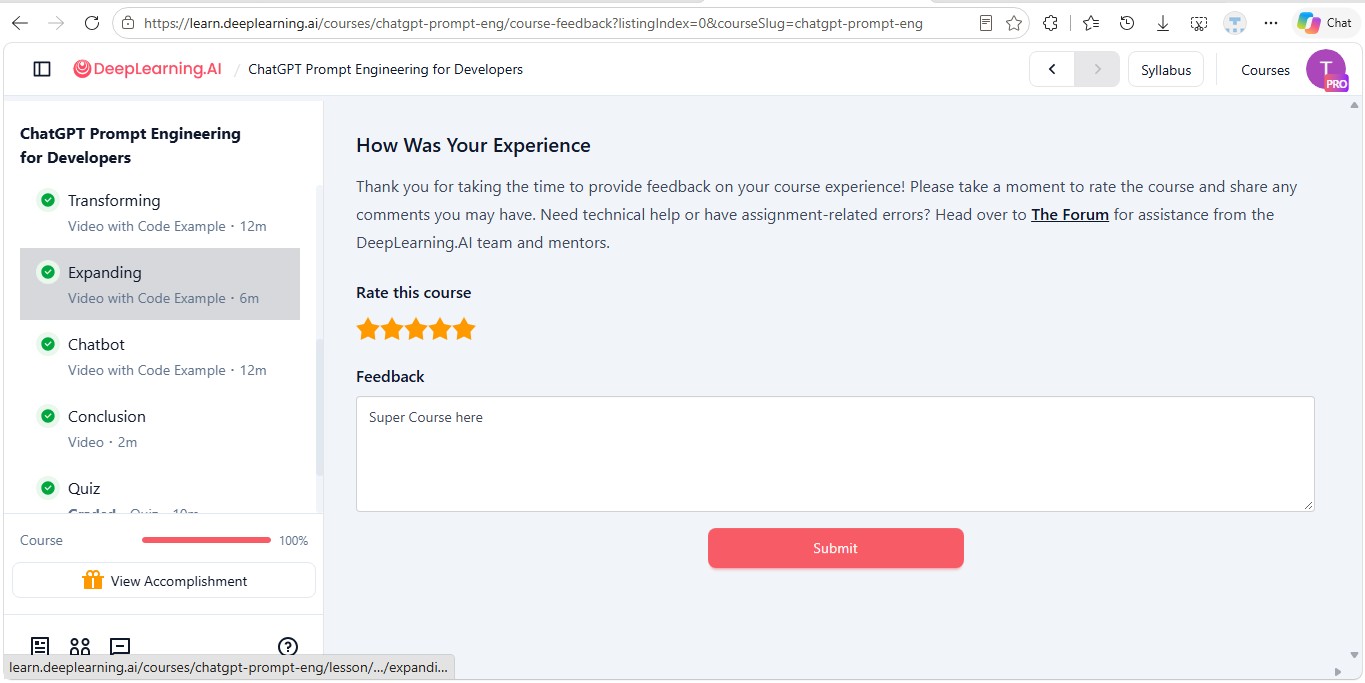 https://learn.deeplearning.ai/courses/chatgpt-prompt-eng/course-feedback?listingIndex=0&courseSlug=chatgpt-prompt-eng
Chat
DeepLearning.AI / ChatGPT Prompt Engineering for Developers
Syllabus
Courses
T
PRO
ChatGPT Prompt Engineering
for Developers
Transforming
Video with Code Example · 12m
Expanding
Video with Code Example · 6m
Chatbot
Video with Code Example · 12m
Conclusion
Video · 2m
Quiz
Graded · Quiz · 10m
Course
100%
View Accomplishment
How Was Your Experience
Thank you for taking the time to provide feedback on your course experience! Please take a moment to rate the course and share any
comments you may have. Need technical help or have assignment-related errors? Head over to The Forum for assistance from the
DeepLearning.AI team and mentors.
Rate this course
Feedback
Super Course here
Submit
learn.deeplearning.ai/courses/chatgpt-prompt-eng/lesson/.../expandi...